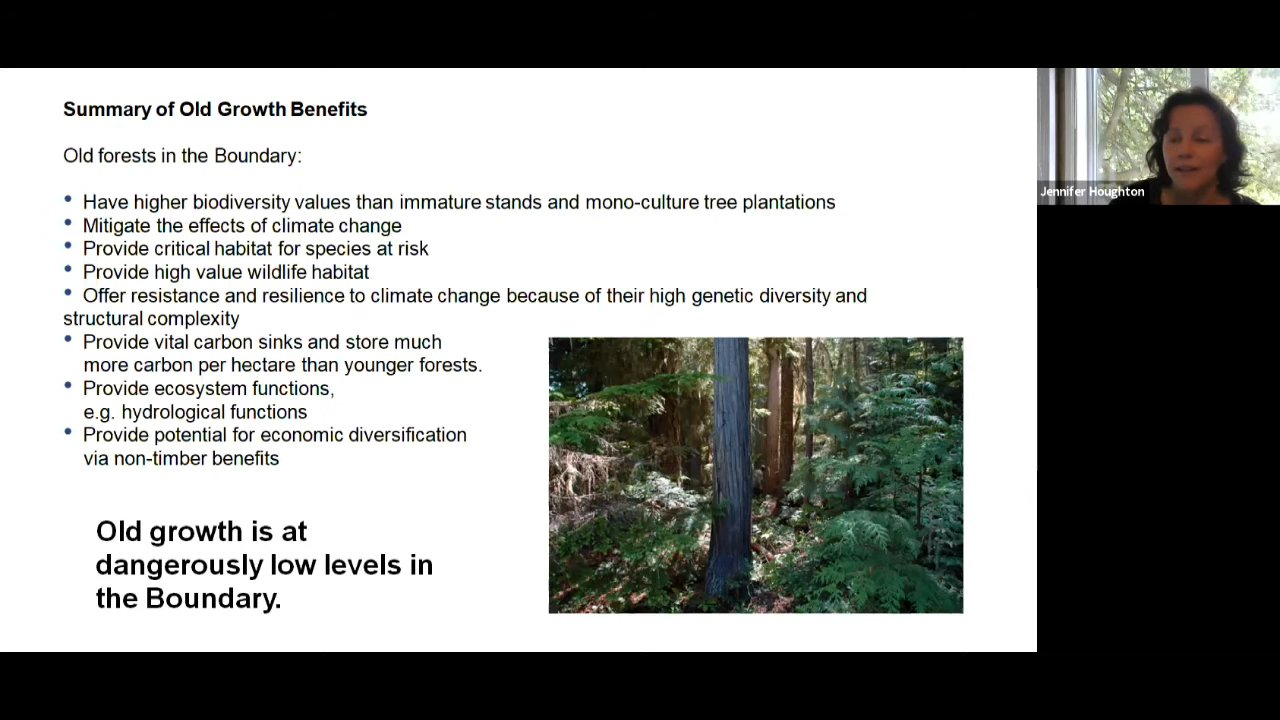 Summary of Old Growth Benefits
Old forests in the Boundary:
• Have higher biodiversity values than immature stands and mono-culture tree plantations
• Mitigate the effects of climate change
• Provide critical habitat for species at risk
• Provide high value wildlife habitat
• Offer resistance and resilience to climate change because of their high genetic diversity and
structural complexity
• Provide vital carbon sinks and store much
more carbon per hectare than younger forests.
• Provide ecosystem functions,
e.g. hydrological functions
• Provide potential for economic diversification
via non-timber benefits
Old growth is at
dangerously low levels in
the Boundary.
Jennifer Houghton